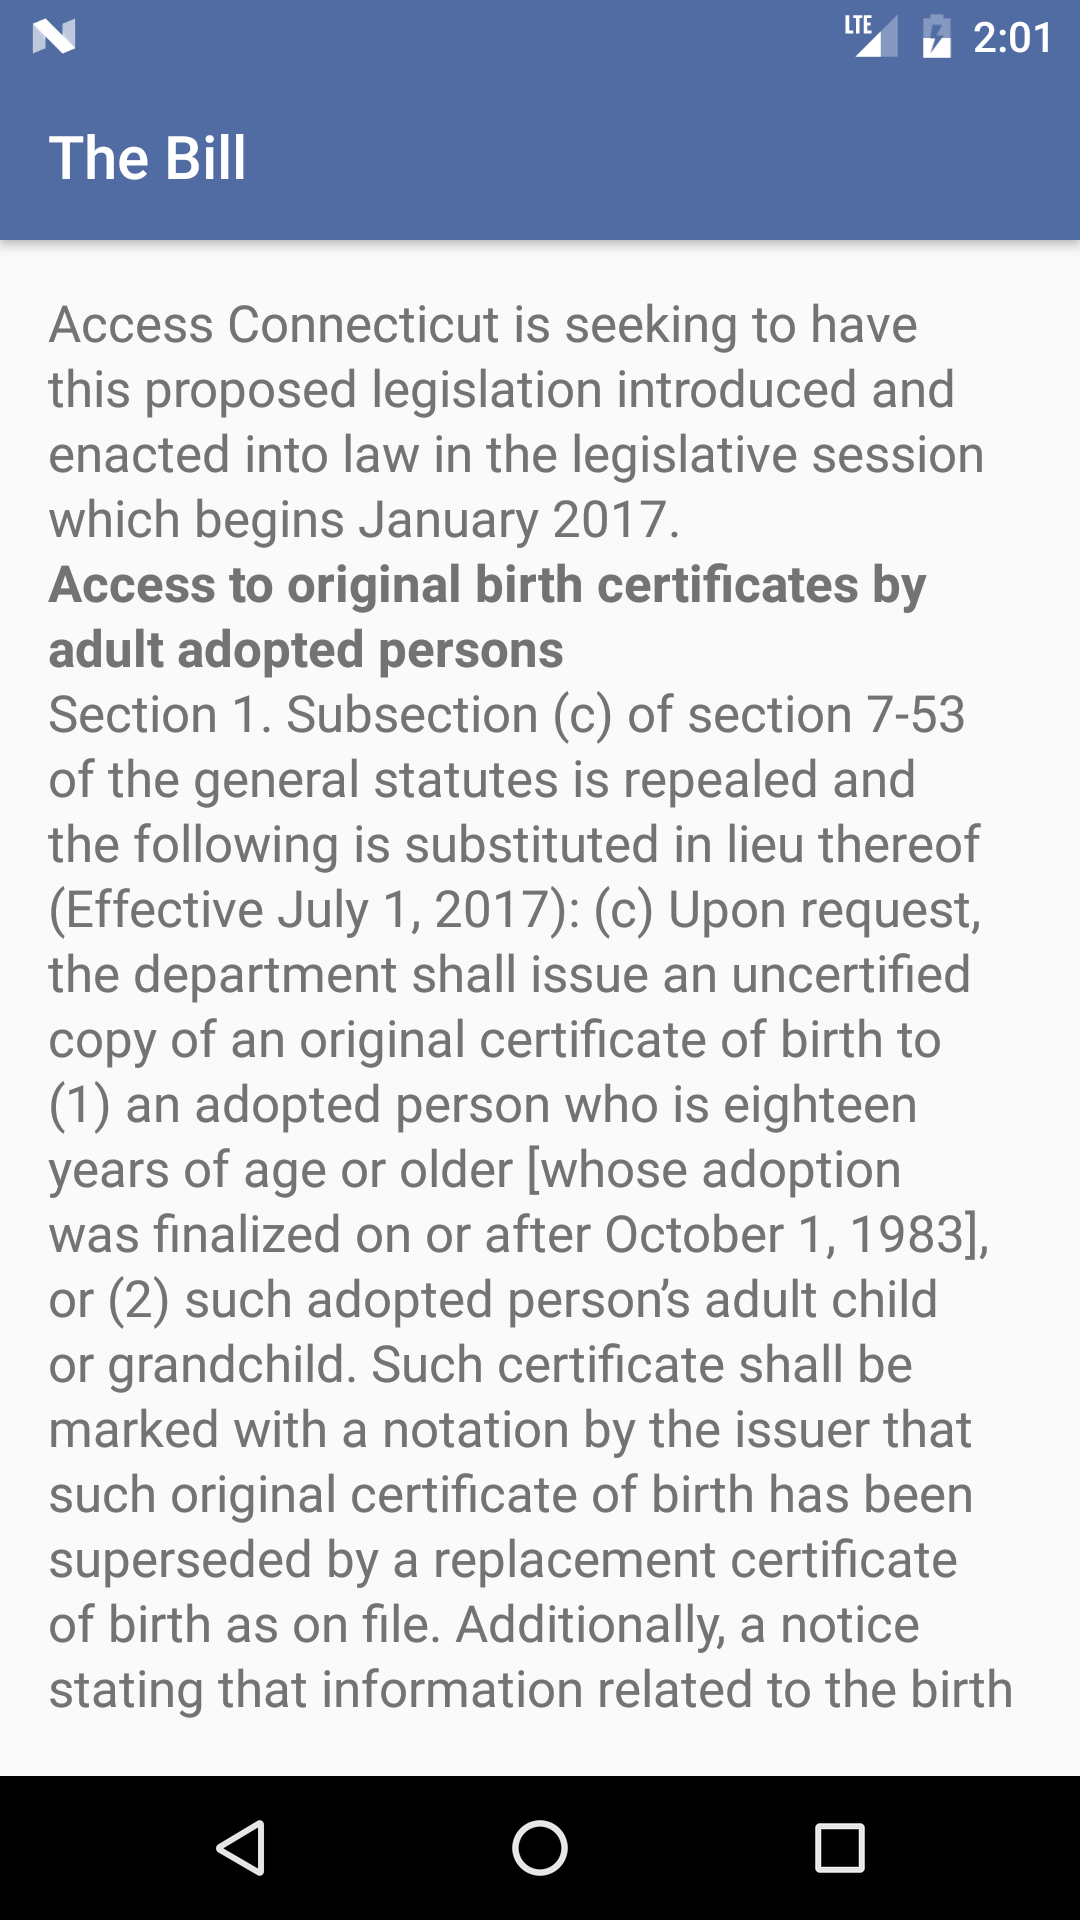 LTE 2:01
The Bill
Access Connecticut is seeking to have
this proposed legislation introduced and
enacted into law in the legislative session
which begins January 2017.
Access to original birth certificates by
adult adopted persons
Section 1. Subsection (c) of section 7-53
of the general statutes is repealed and
the following is substituted in lieu thereof
(Effective July 1, 2017): (c) Upon request,
the department shall issue an uncertified
copy of an original certificate of birth to
(1) an adopted person who is eighteen
years of age or older [whose adoption
was finalized on or after October 1, 1983],
or (2) such adopted person’s adult child
or grandchild. Such certificate shall be
marked with a notation by the issuer that
such original certificate of birth has been
superseded by a replacement certificate
of birth as on file. Additionally, a notice
stating that information related to the birth